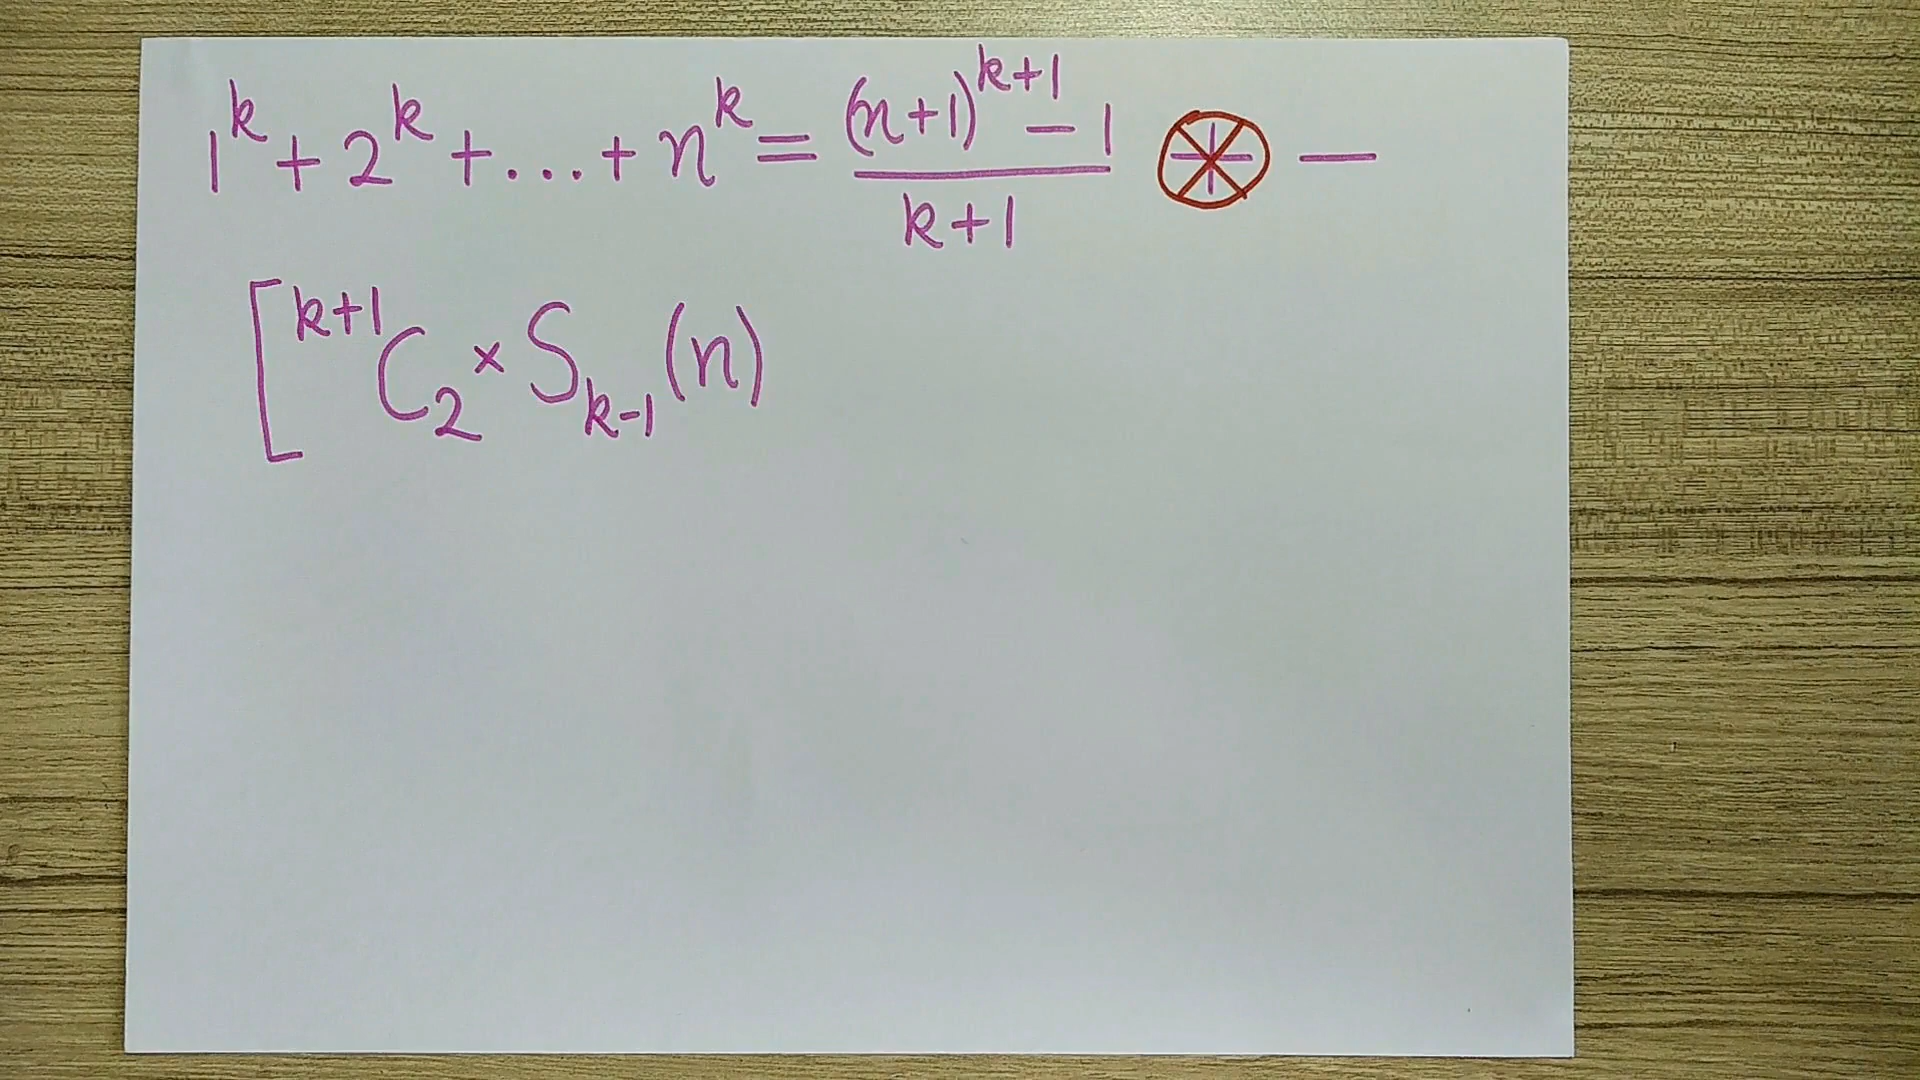 1^k + 2^k + ... + n^k = ((n+1)^(k+1) - 1)/(k+1) -
[^(k+1)C_2 × S_(k-1)(n)